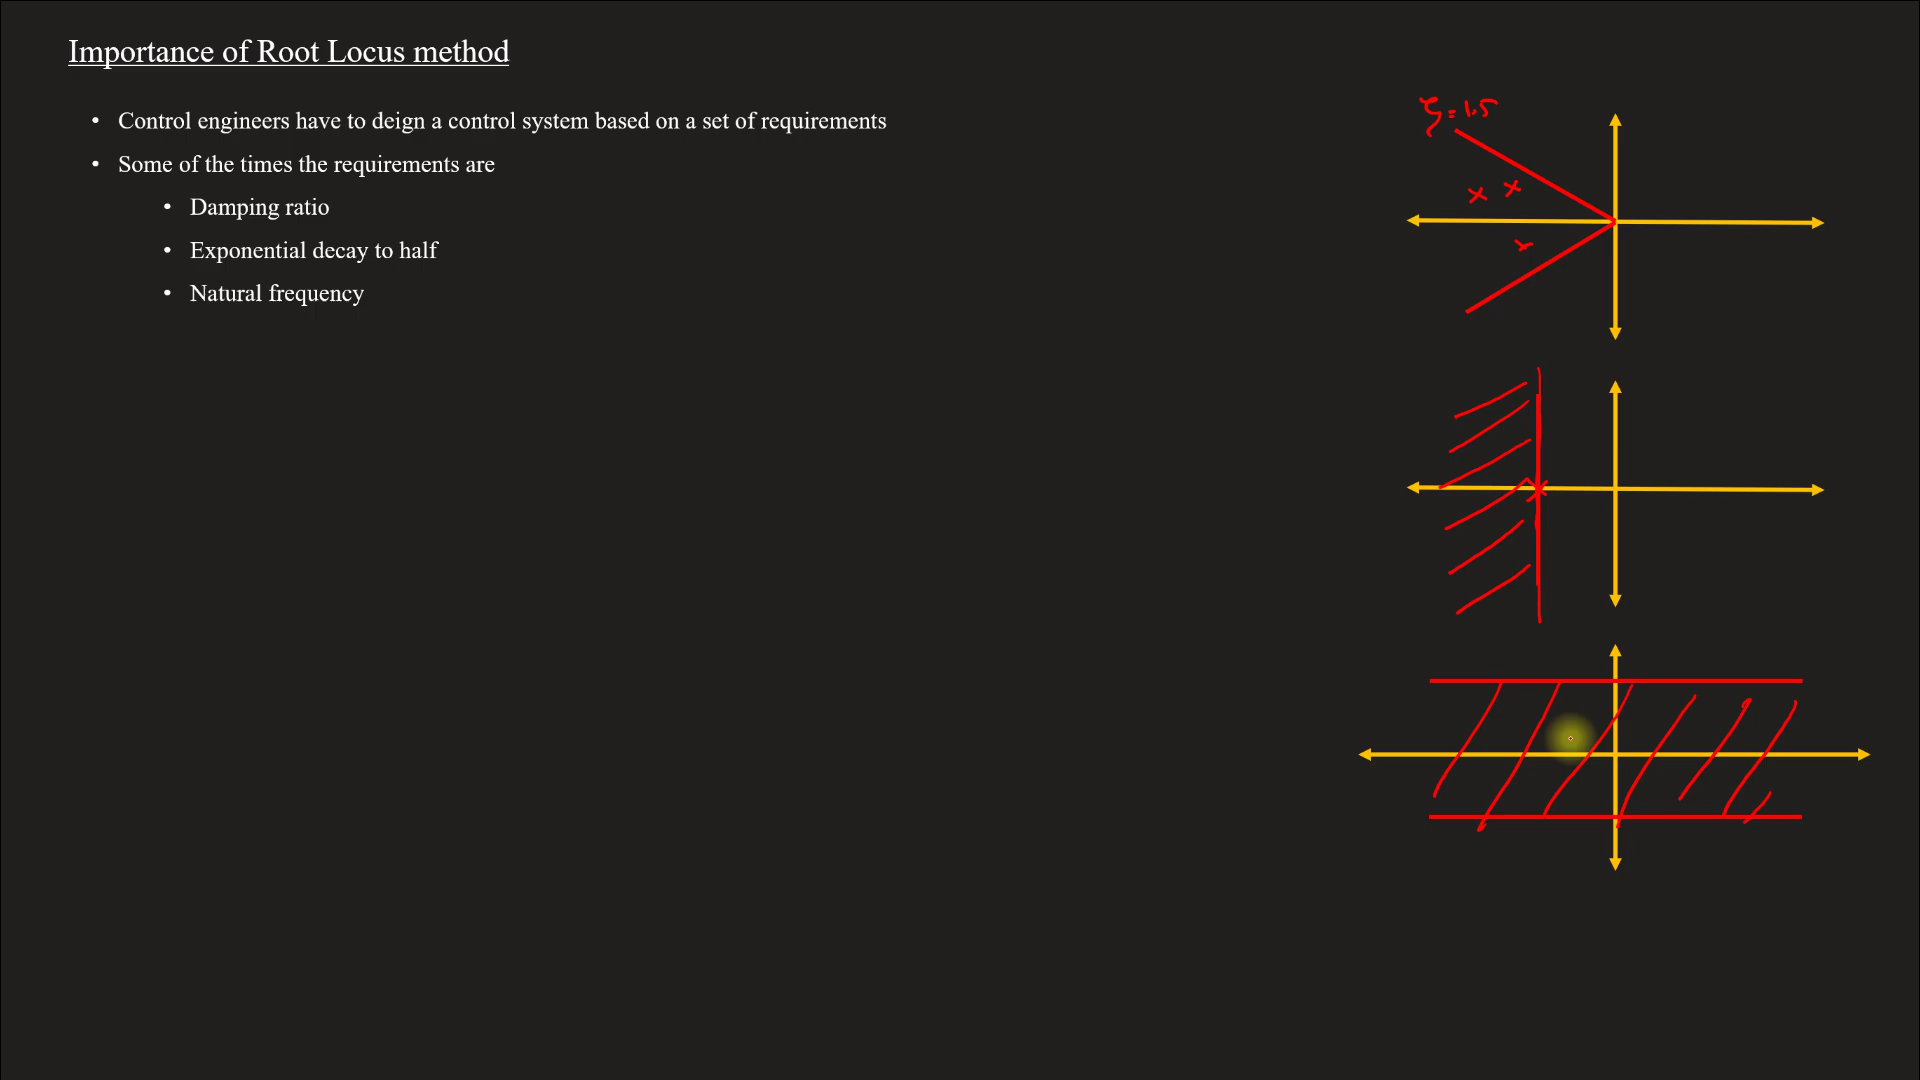 Importance of Root Locus method
• Control engineers have to deign a control system based on a set of requirements
• Some of the times the requirements are
• Damping ratio
• Exponential decay to half
• Natural frequency
ζ = 1.5